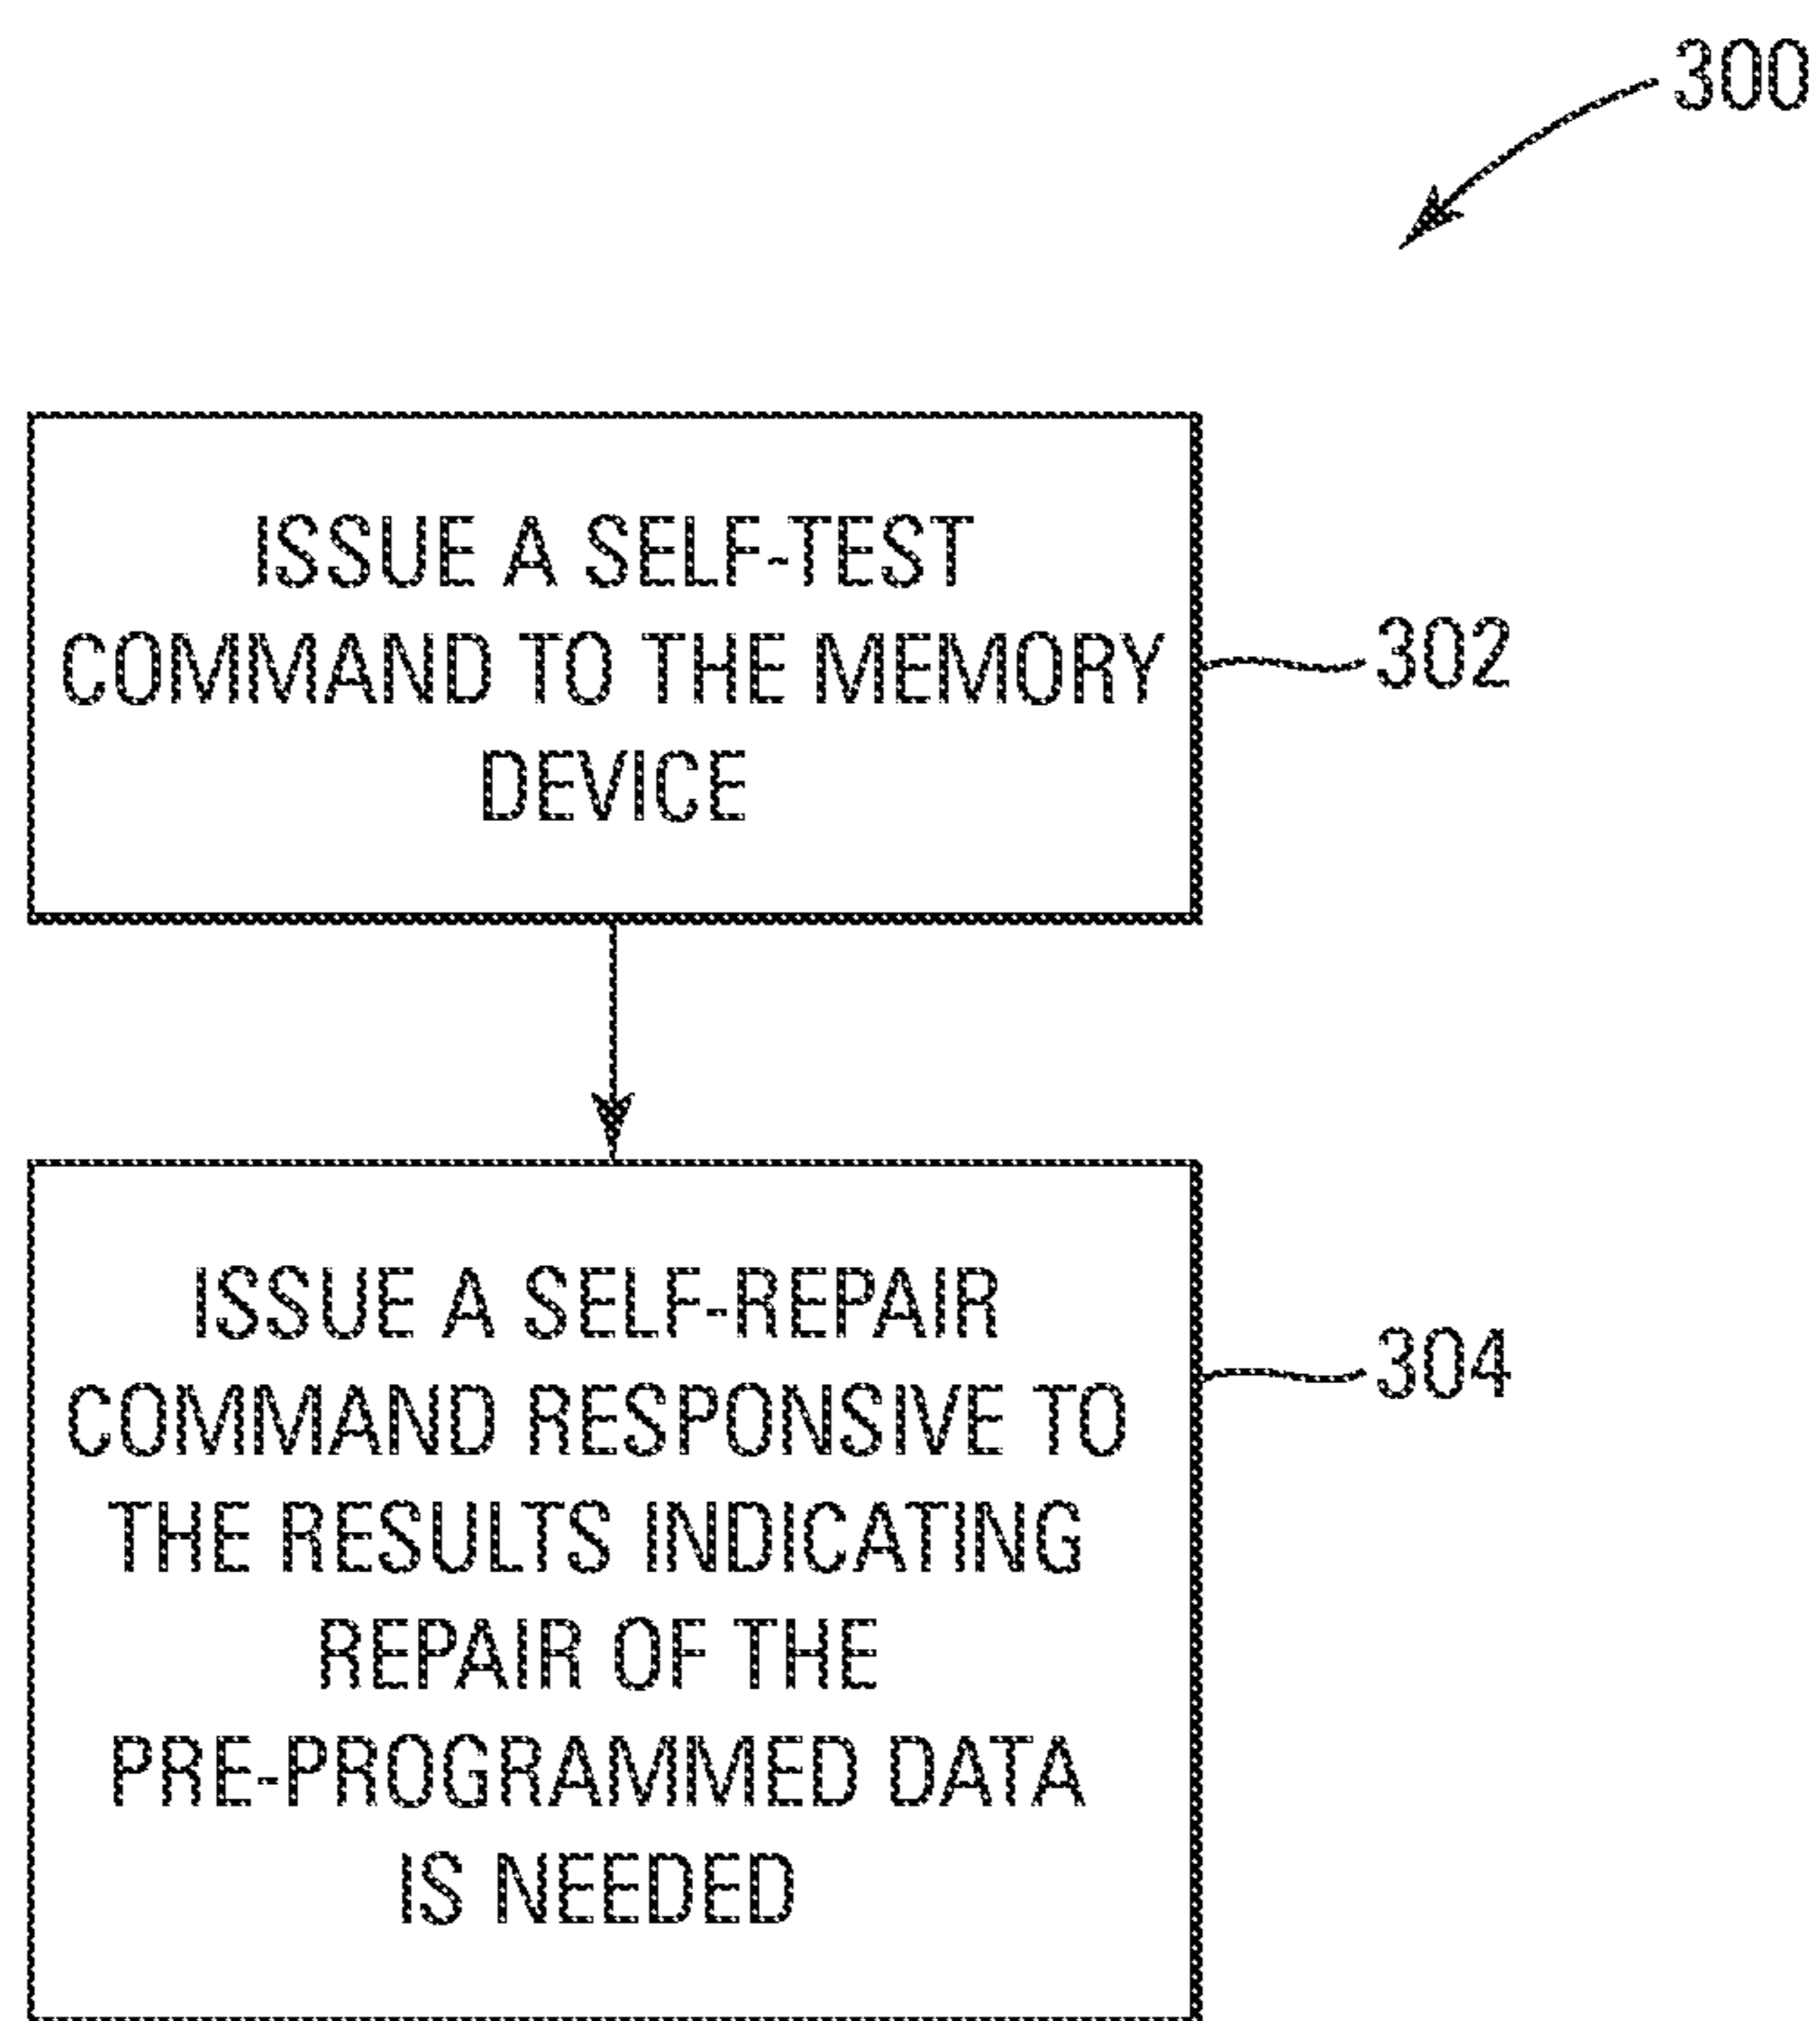 300
ISSUE A SELF-TEST
COMMAND TO THE MEMORY
DEVICE
302
ISSUE A SELF-REPAIR
COMMAND RESPONSIVE TO
THE RESULTS INDICATING
REPAIR OF THE
PRE-PROGRAMMED DATA
IS NEEDED
304